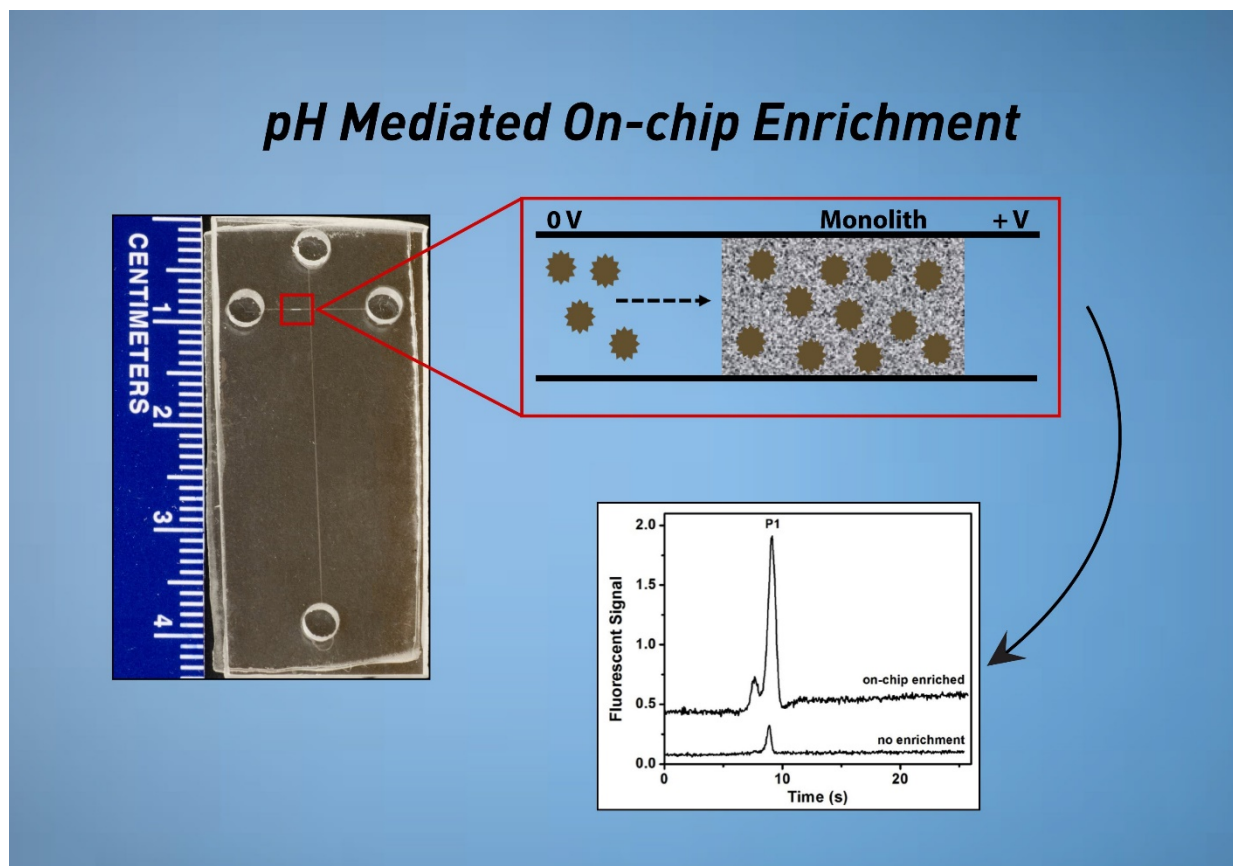 pH Mediated On-chip Enrichment
CENTIMETERS
1
2
3
4
0 V
Monolith
+ V
P1
2.0
1.5
1.0
0.5
0.0
Fluorescent Signal
on-chip enriched
no enrichment
0
10
20
Time (s)